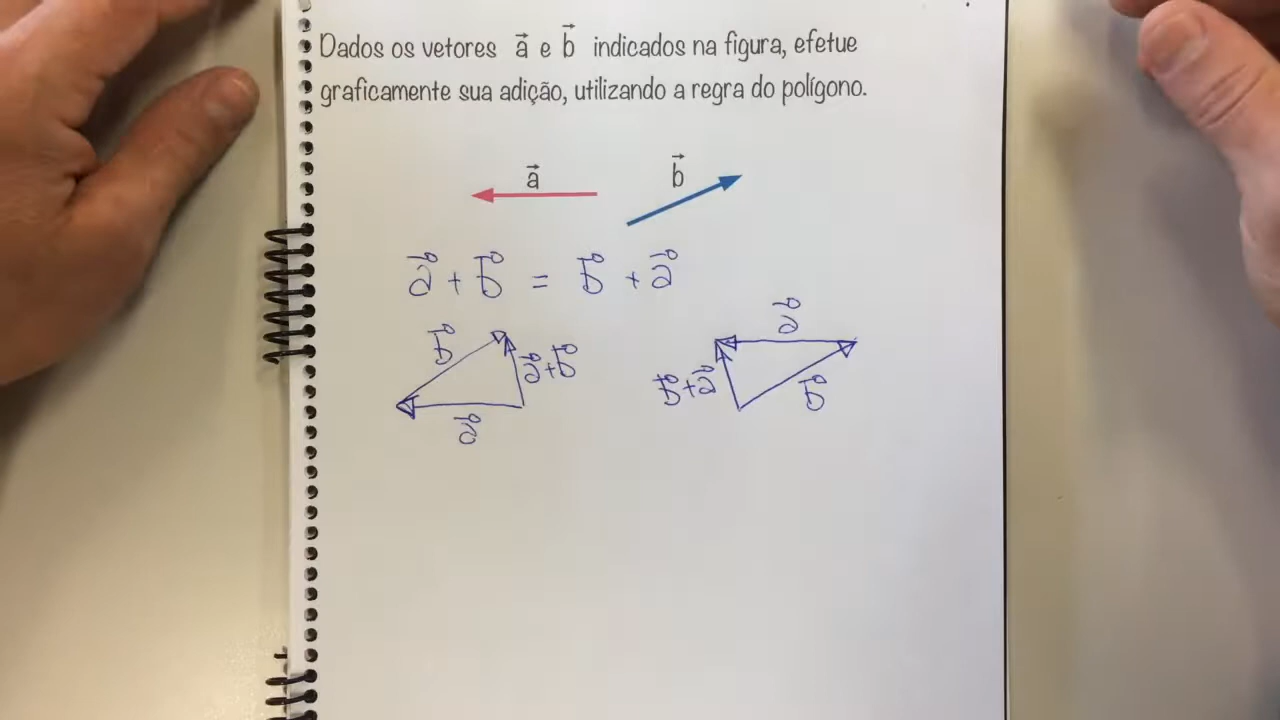 Dados os vetores a⃗ e b⃗ indicados na figura, efetue
graficamente sua adição, utilizando a regra do polígono.
a⃗ b⃗
a⃗ + b⃗ = b⃗ + a⃗
a⃗
b⃗ a⃗+b⃗ b⃗+a⃗ b⃗
a⃗